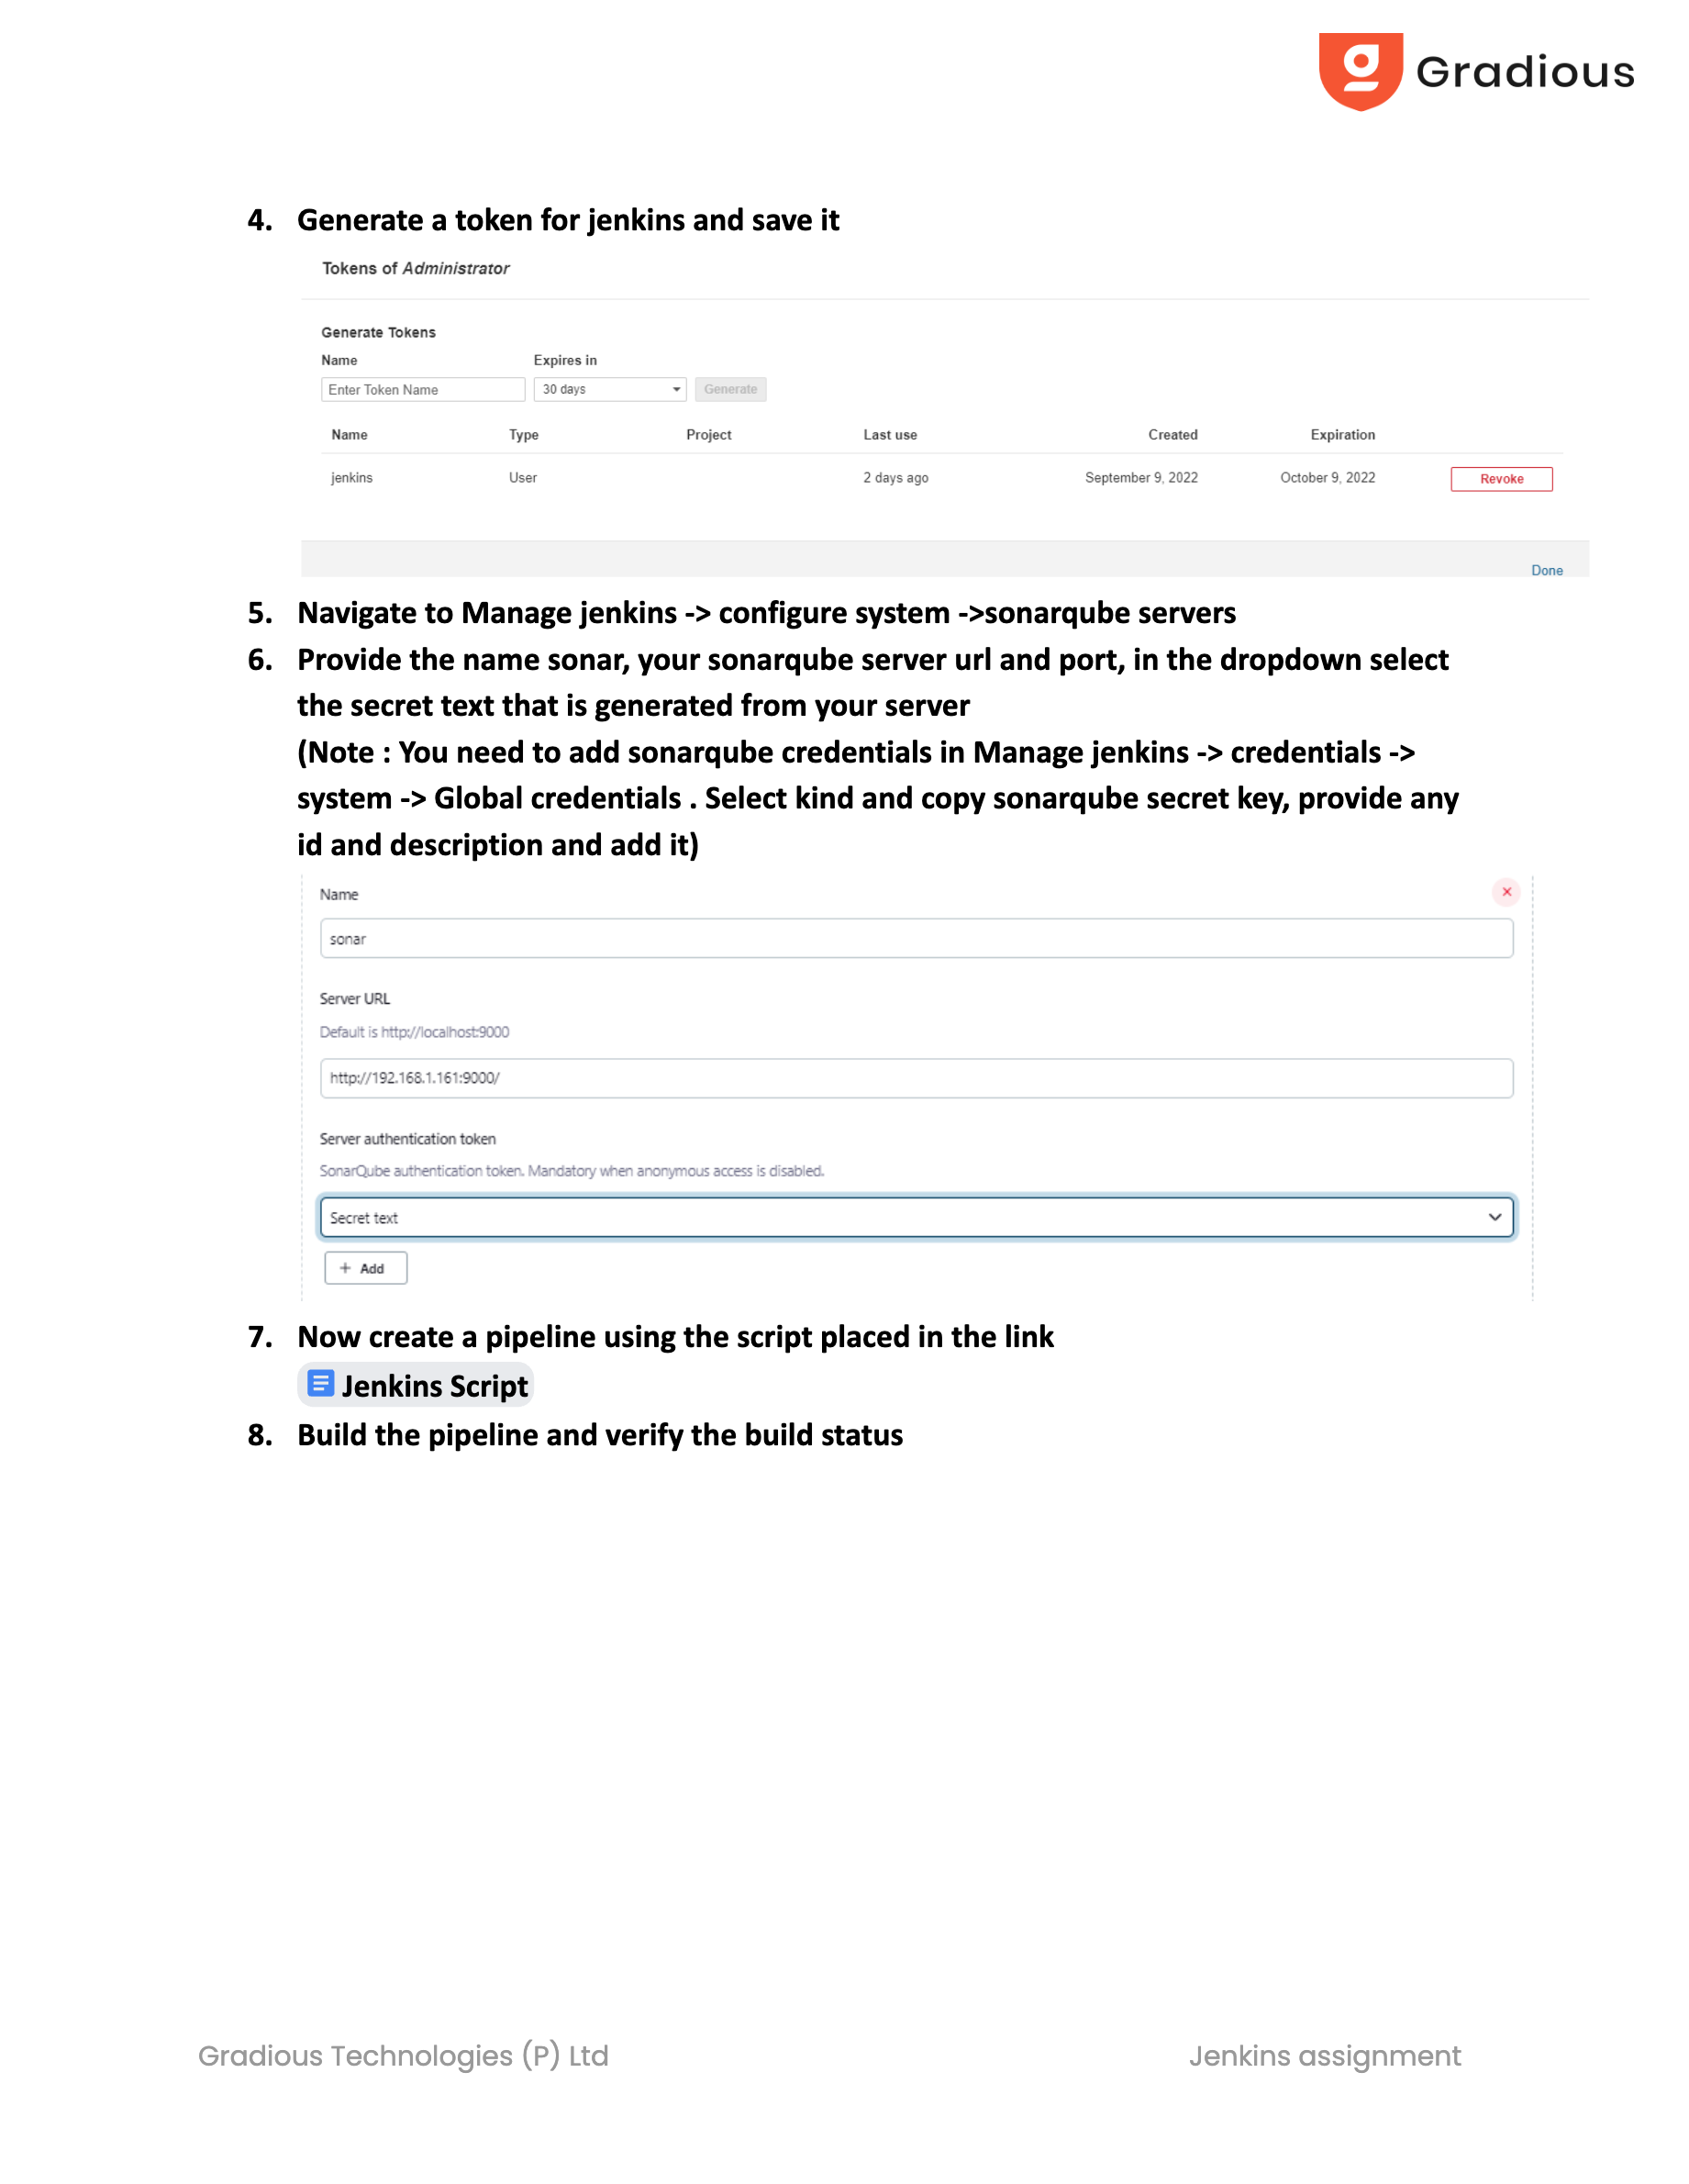 Gradious
4. Generate a token for jenkins and save it
Tokens of Administrator
Generate Tokens
Name Expires in
Enter Token Name 30 days Generate
Name Type Project Last use Created Expiration
jenkins User 2 days ago September 9, 2022 October 9, 2022 Revoke
Done
5. Navigate to Manage jenkins -> configure system ->sonarqube servers
6. Provide the name sonar, your sonarqube server url and port, in the dropdown select
the secret text that is generated from your server
(Note : You need to add sonarqube credentials in Manage jenkins -> credentials ->
system -> Global credentials . Select kind and copy sonarqube secret key, provide any
id and description and add it)
Name
sonar
Server URL
Default is http://localhost:9000
http://192.168.1.161:9000/
Server authentication token
SonarQube authentication token. Mandatory when anonymous access is disabled.
Secret text
+ Add
7. Now create a pipeline using the script placed in the link
Jenkins Script
8. Build the pipeline and verify the build status
Gradious Technologies (P) Ltd Jenkins assignment